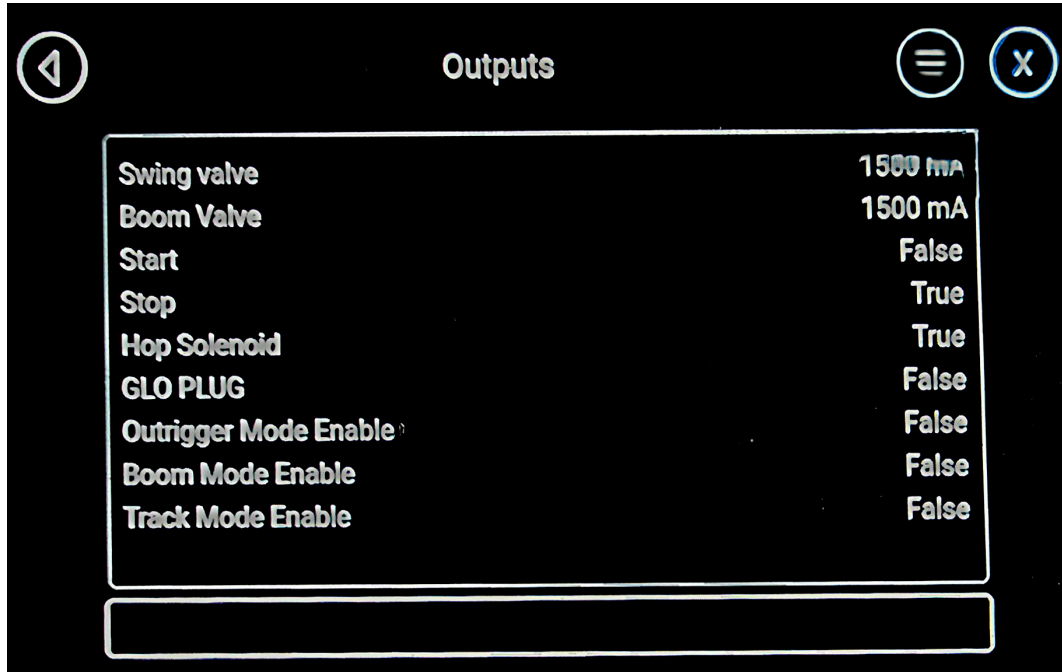 Outputs
X
Swing valve 1500 mA
Boom Valve 1500 mA
Start False
Stop True
Hop Solenoid True
GLO PLUG False
Outrigger Mode Enable False
Boom Mode Enable False
Track Mode Enable False